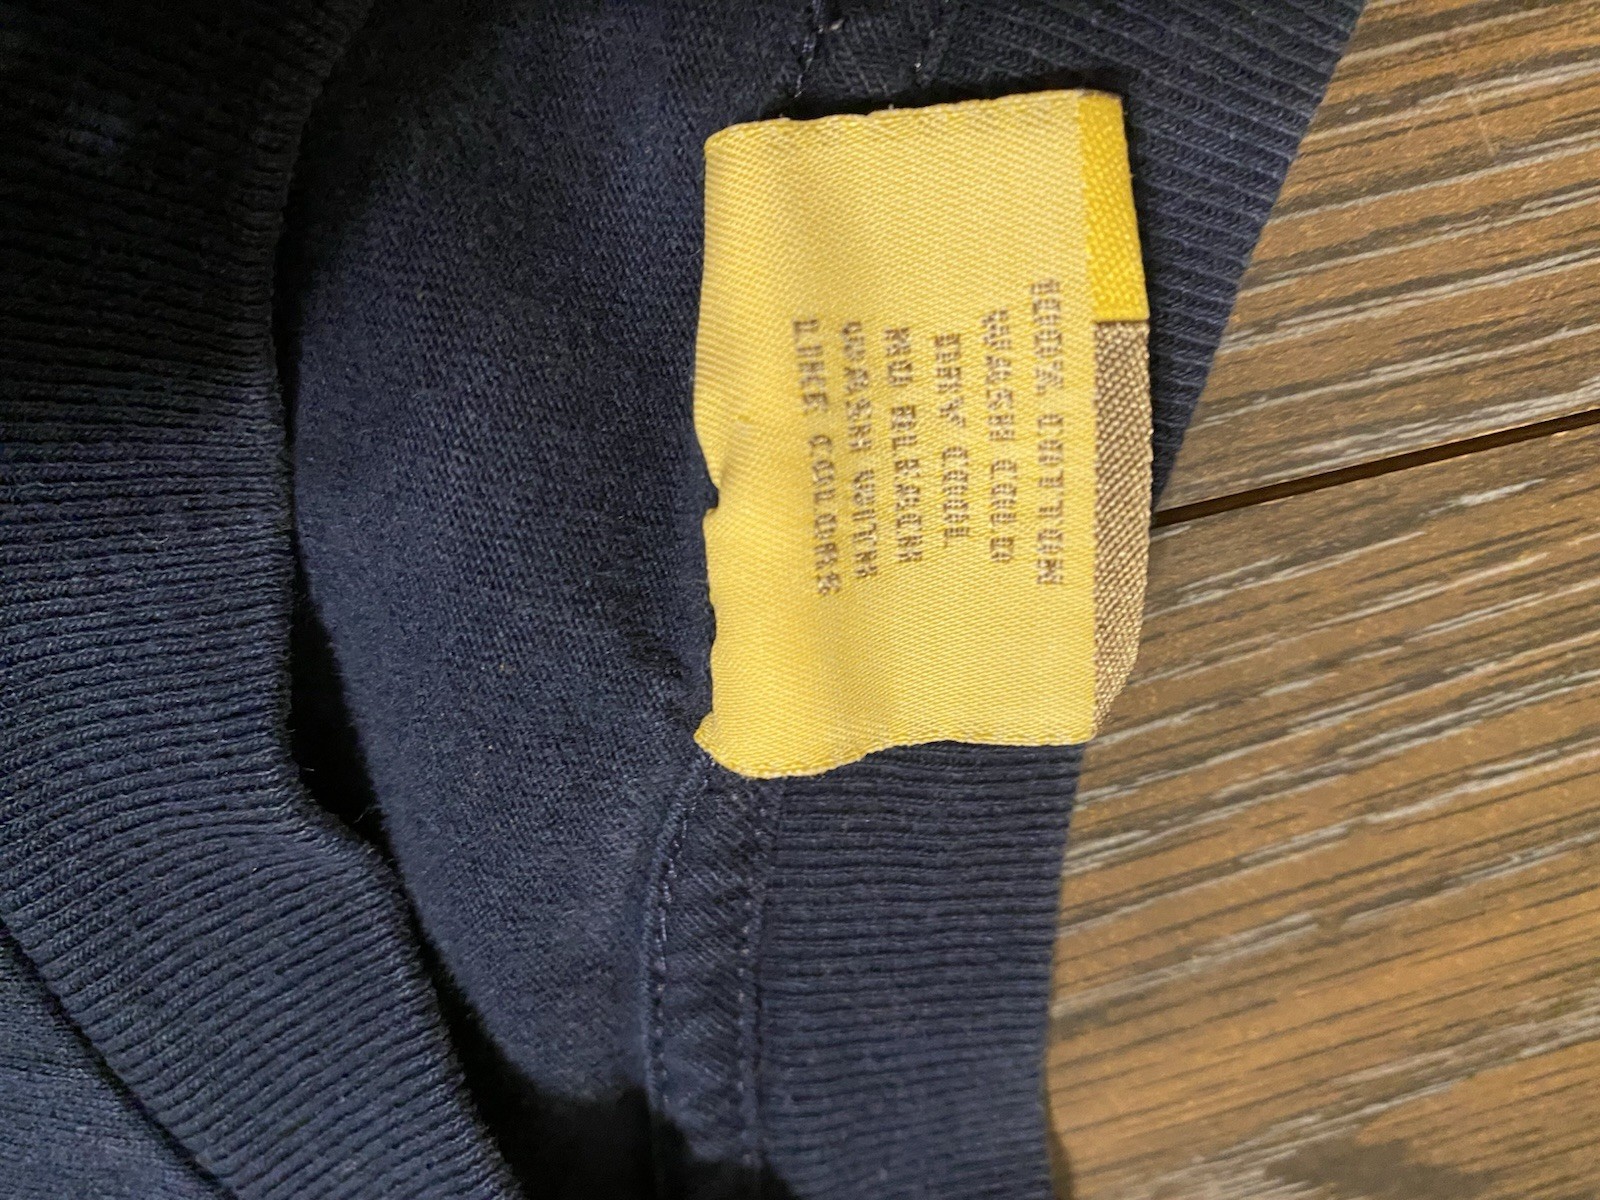 100% COTTON
WASH COLD
DRY COOL
NO BLEACH
WASH WITH
LIKE COLORS